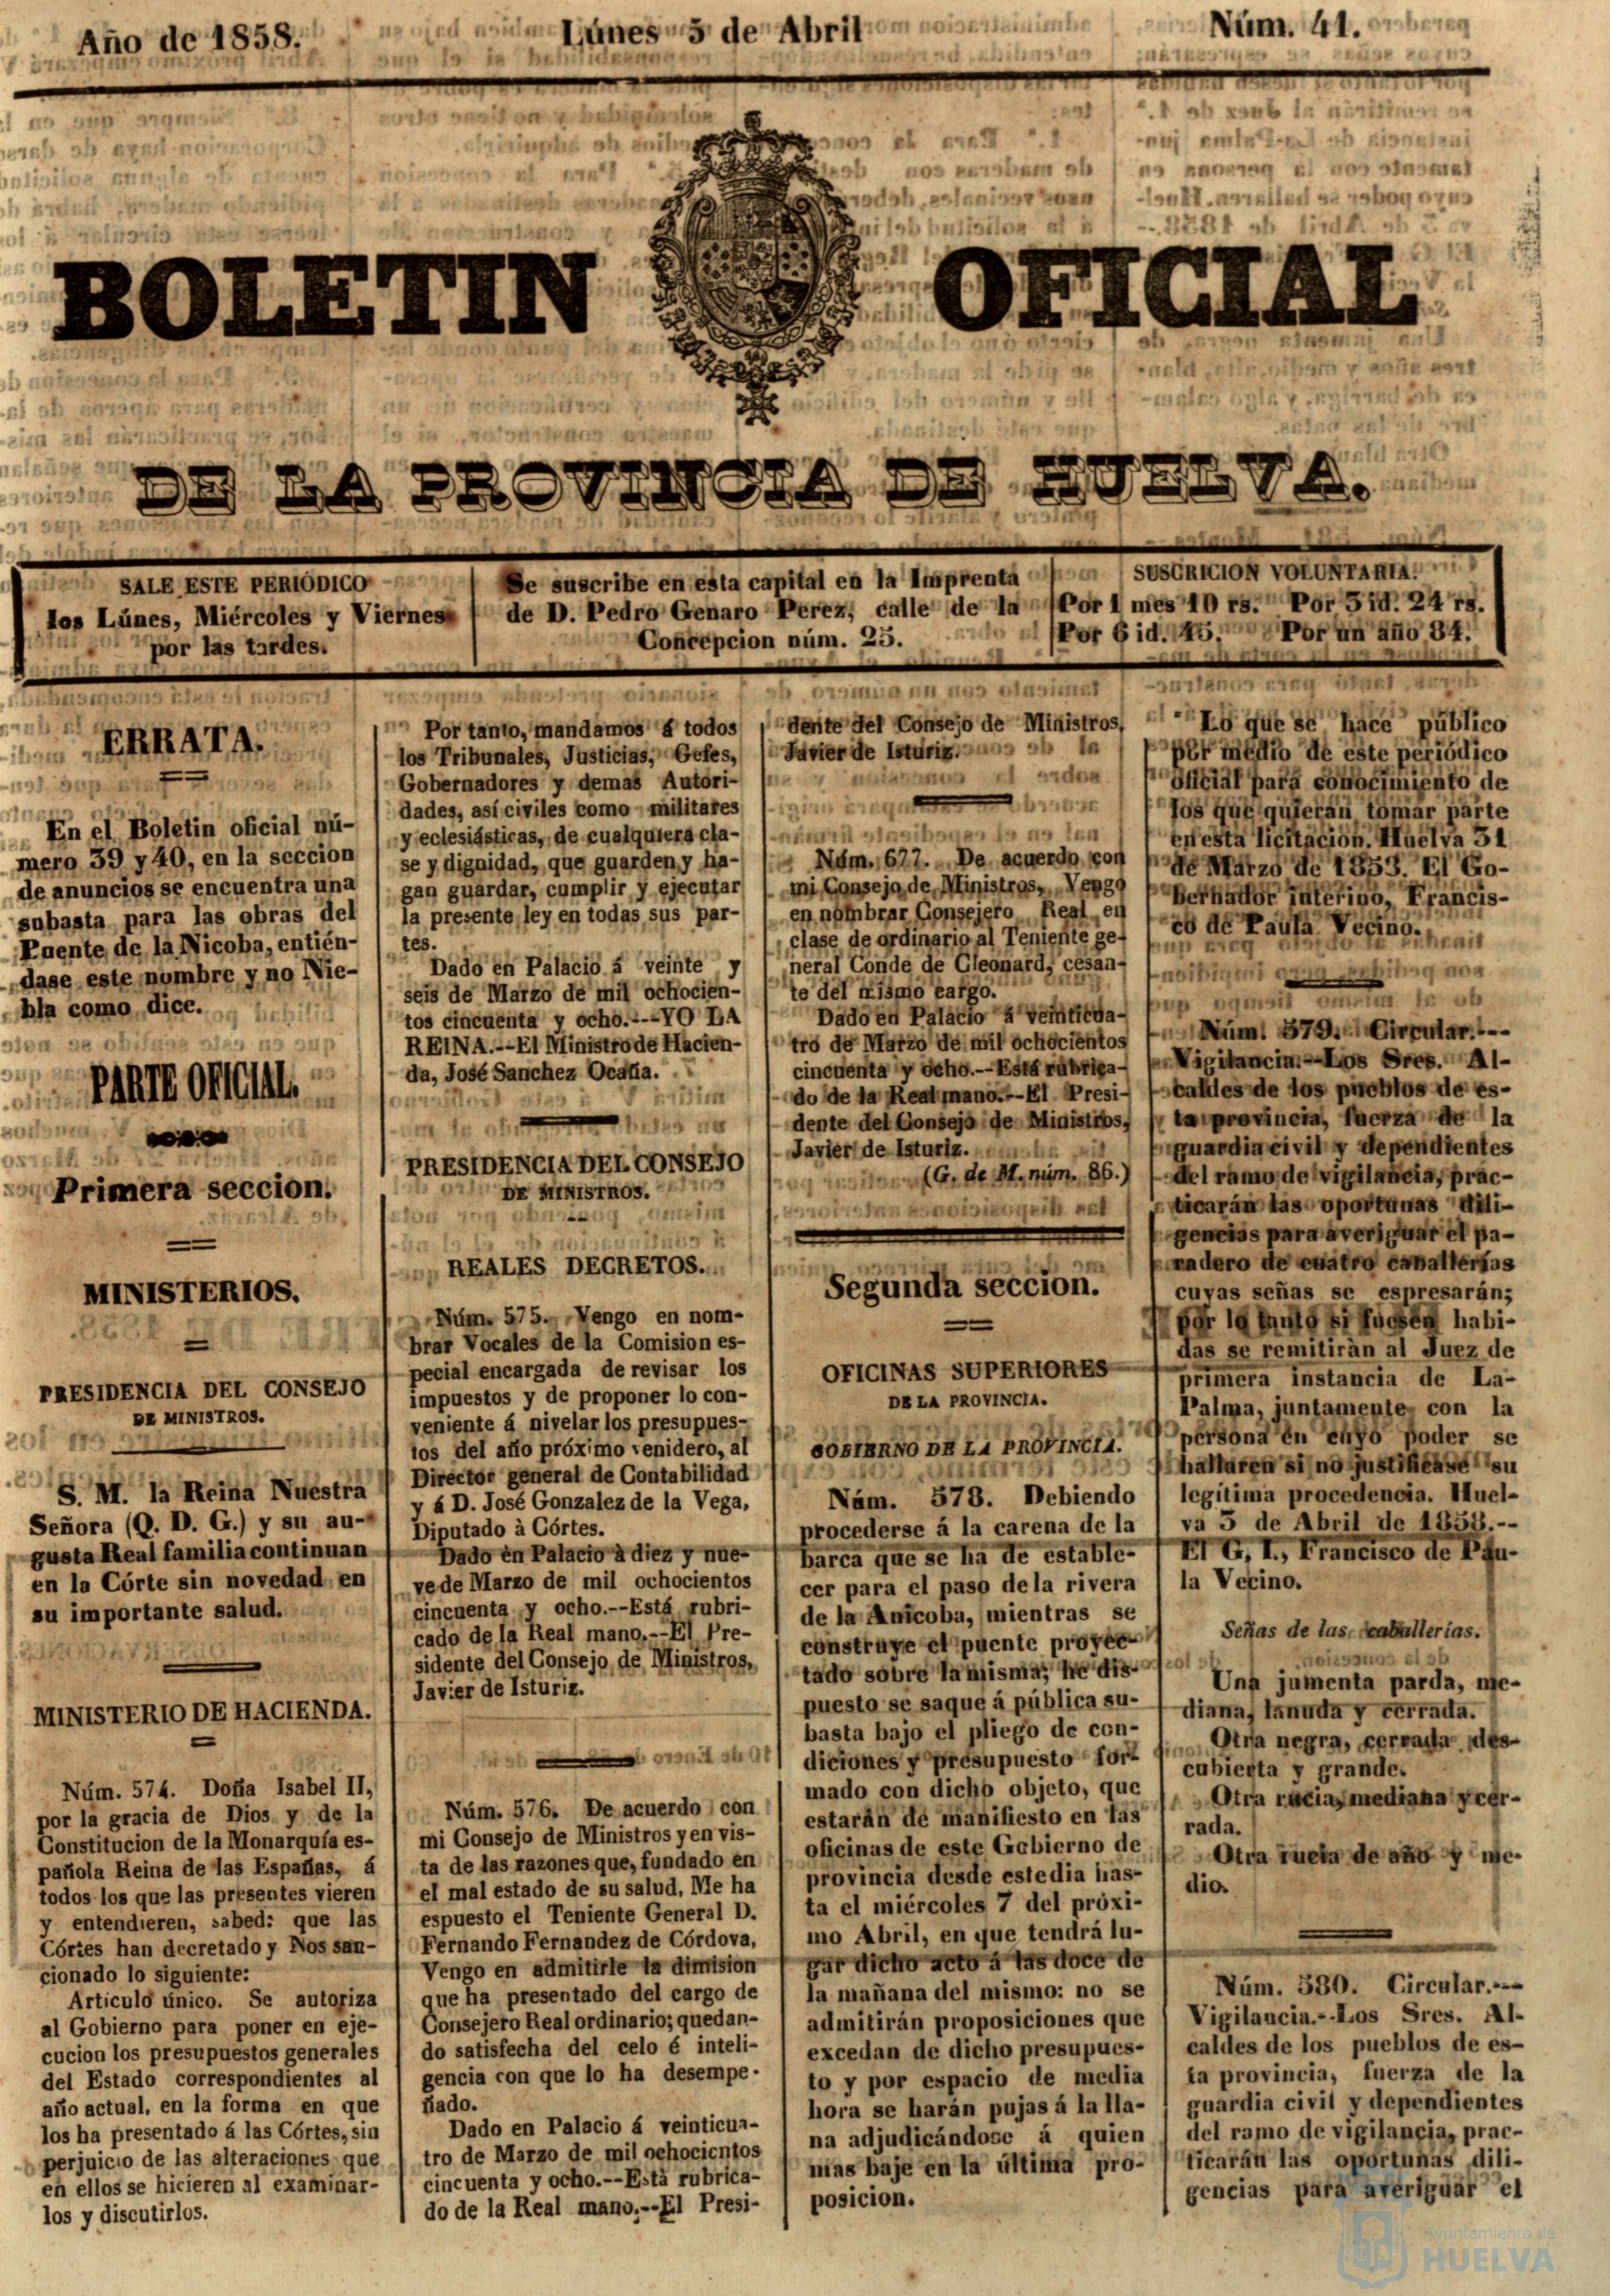 Año de 1858.
Lúnes 5 de Abril
Núm. 41.
BOLETIN OFICIAL
DE LA PROVINCIA DE HUELVA.
SALE ESTE PERIÓDICO
los Lúnes, Miércoles y Viernes
por las tardes.
Se suscribe en esta capital en la Imprenta
de D. Pedro Genaro Perez, calle de la
Concepcion núm. 25.
SUSCRICION VOLUNTARIA.
Por 1 mes 10 rs. Por 3 id. 24 rs.
Por 6 id. 45. Por un año 84.
ERRATA.
En el Boletin oficial nú-
mero 39 y 40, en la seccion
de anuncios se encuentra una
subasta para las obras del
Puente de la Nicoba, entién-
dase este nombre y no Nie-
bla como dice.
PARTE OFICIAL.
Primera seccion.
MINISTERIOS.
PRESIDENCIA DEL CONSEJO
DE MINISTROS.
S. M. la Reina Nuestra
Señora (Q. D. G.) y su au-
gusta Real familia continuan
en la Córte sin novedad en
su importante salud.
MINISTERIO DE HACIENDA.
Núm. 574. Doña Isabel II,
por la gracia de Dios y de la
Constitucion de la Monarquía es-
pañola Reina de las Españas, á
todos los que las presentes vieren
y entendieren, sabed: que las
Córtes han decretado y Nos san-
cionado lo siguiente:
Artículo único. Se autoriza
al Gobierno para poner en eje-
cucion los presupuestos generales
del Estado correspondientes al
año actual, en la forma en que
los ha presentado á las Córtes, sin
perjuicio de las alteraciones que
en ellos se hicieren al examinar-
los y discutirlos.
Por tanto, mandamos á todos
los Tribunales, Justicias, Gefes,
Gobernadores y demas Autori-
dades, así civiles como militares
y eclesiásticas, de cualquiera cla-
se y dignidad, que guarden y ha-
gan guardar, cumplir y ejecutar
la presente ley en todas sus par-
tes.
Dado en Palacio á veinte y
seis de Marzo de mil ochocien-
tos cincuenta y ocho.---YO LA
REINA.--El Ministro de Hacien-
da, José Sanchez Ocaña.
PRESIDENCIA DEL CONSEJO
DE MINISTROS.
REALES DECRETOS.
Núm. 575. Vengo en nom-
brar Vocales de la Comision es-
pecial encargada de revisar los
impuestos y de proponer lo con-
veniente á nivelar los presupues-
tos del año próximo venidero, al
Director general de Contabilidad
y á D. José Gonzalez de la Vega,
Diputado à Córtes.
Dado en Palacio à diez y nue-
ve de Marzo de mil ochocientos
cincuenta y ocho.--Está rubri-
cado de la Real mano.--El Pre-
sidente del Consejo de Ministros,
Javier de Isturiz.
Núm. 576. De acuerdo con
mi Consejo de Ministros y en vis-
ta de las razones que, fundado en
el mal estado de su salud, Me ha
espuesto el Teniente General D.
Fernando Fernandez de Córdova,
Vengo en admitirle la dimision
que ha presentado del cargo de
Consejero Real ordinario; quedan-
do satisfecha del celo é inteli-
gencia con que lo ha desempe-
ñado.
Dado en Palacio á veinticua-
tro de Marzo de mil ochocientos
cincuenta y ocho.--Està rubrica-
do de la Real mano.--El Presi-
dente del Consejo de Ministros,
Javier de Isturiz.
Núm. 677. De acuerdo con
mi Consejo de Ministros, Vengo
en nombrar Consejero Real en
clase de ordinario al Teniente ge-
neral Conde de Cleonard, cesan-
te del mismo cargo.
Dado en Palacio á veinticua-
tro de Marzo de mil ochocientos
cincuenta y ocho.--Está rubrica-
do de la Real mano.--El Presi-
dente del Consejo de Ministros,
Javier de Isturiz.
(G. de M. núm. 86.)
Segunda seccion.
OFICINAS SUPERIORES
DE LA PROVINCIA.
GOBIERNO DE LA PROVINCIA.
Núm. 578. Debiendo
procederse á la carena de la
barca que se ha de estable-
cer para el paso de la rivera
de la Anicoba, mientras se
construye el puente proyec-
tado sobre la misma; he dis-
puesto se saque á pública su-
basta bajo el pliego de con-
diciones y presupuesto for-
mado con dicho objeto, que
estarán de manifiesto en las
oficinas de este Gobierno de
provincia desde este dia has-
ta el miércoles 7 del próxi-
mo Abril, en que tendrá lu-
gar dicho acto á las doce de
la mañana del mismo: no se
admitirán proposiciones que
excedan de dicho presupues-
to y por espacio de media
hora se harán pujas á la lla-
na adjudicándose á quien
mas baje en la última pro-
posicion.
Lo que se hace público
por medio de este periódico
oficial para conocimiento de
los que quieran tomar parte
en esta licitacion. Huelva 31
de Marzo de 1853. El Go-
bernador interino, Francis-
co de Paula Vecino.
Núm. 579. Circular.---
Vigilancia.--Los Sres. Al-
caldes de los pueblos de es-
ta provincia, fuerza de la
guardia civil y dependientes
del ramo de vigilancia, prac-
ticarán las oportunas dili-
gencias para averiguar el pa-
radero de cuatro caballerías
cuyas señas se espresarán;
por lo tanto si fuesen habi-
das se remitiràn al Juez de
primera instancia de La-
Palma, juntamente con la
persona en cuyo poder se
hallaren si no justificase su
legítima procedencia. Huel-
va 3 de Abril de 1858.--
El G. I., Francisco de Pau-
la Vecino.
Señas de las caballerías.
Una jumenta parda, me-
diana, lanuda y cerrada.
Otra negra, cerrada des-
cubierta y grande.
Otra rucia, mediana y cer-
rada.
Otra rucia de año y me-
dio.
Núm. 580. Circular.---
Vigilancia.--Los Sres. Al-
caldes de los pueblos de es-
ta provincia, fuerza de la
guardia civil y dependientes
del ramo de vigilancia, prac-
ticarán las oportunas dili-
gencias para averiguar el
Ayuntamiento de
HUELVA